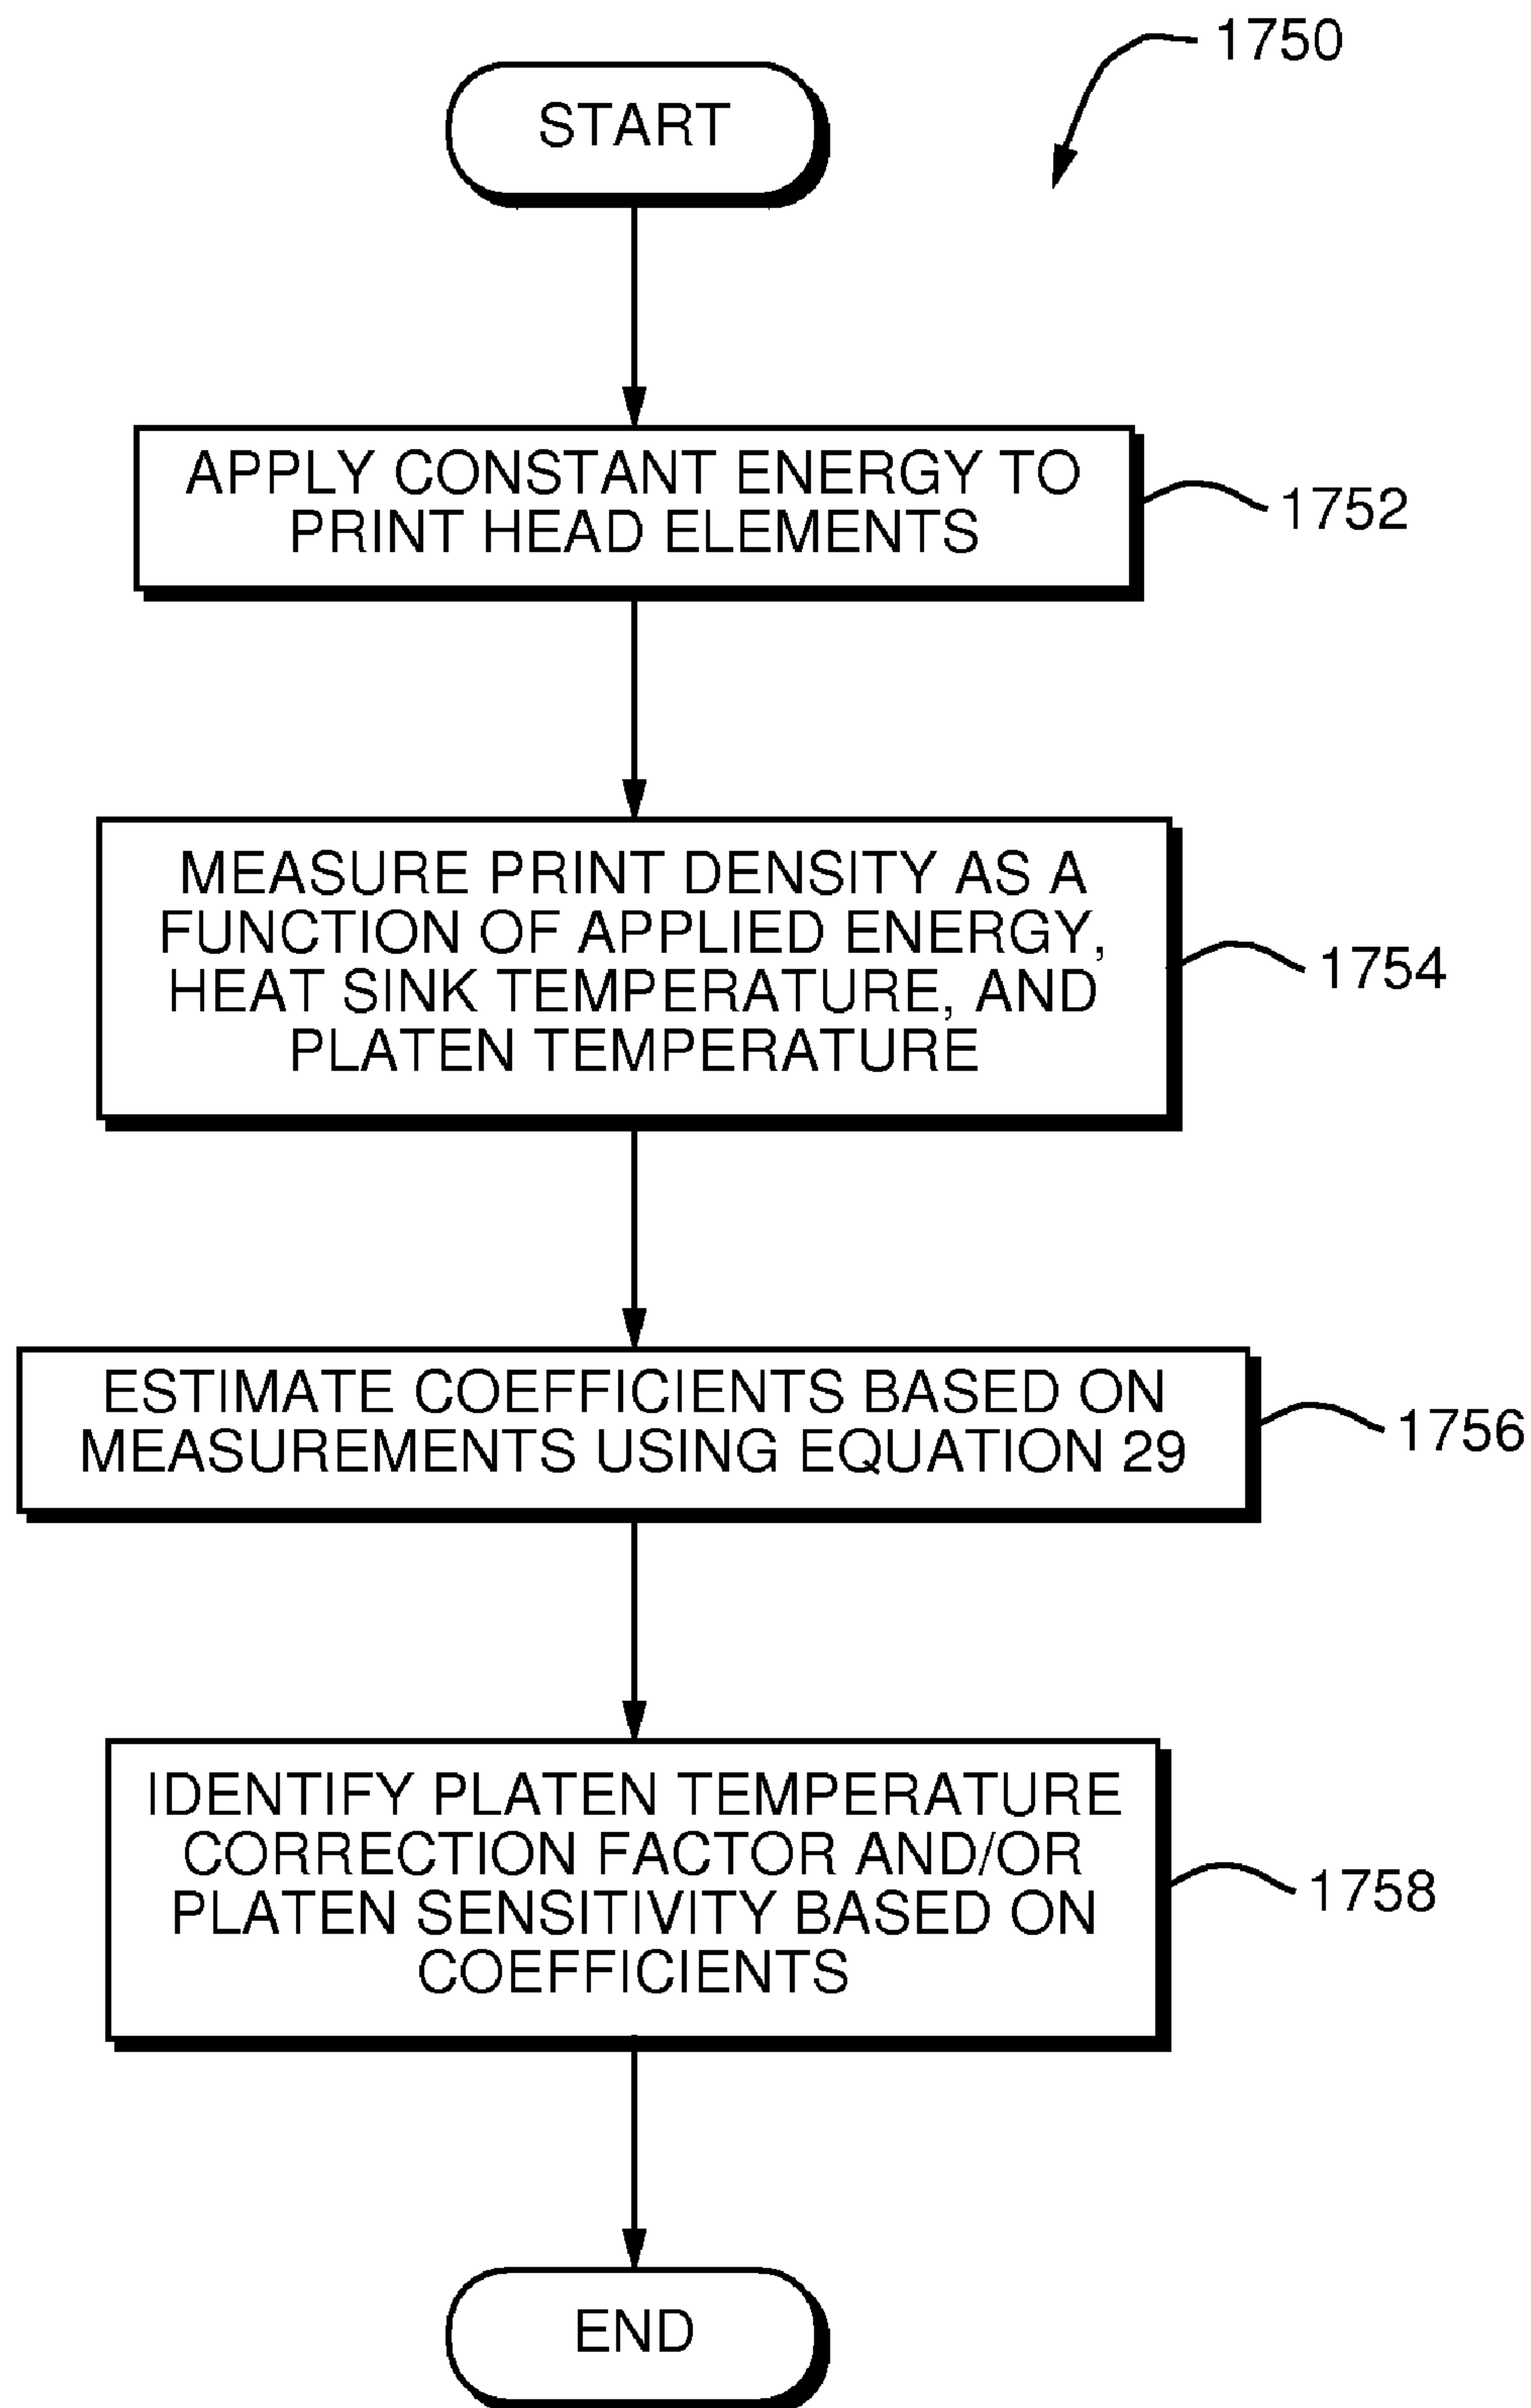 1750
START
APPLY CONSTANT ENERGY TO
PRINT HEAD ELEMENTS
1752
MEASURE PRINT DENSITY AS A
FUNCTION OF APPLIED ENERGY,
HEAT SINK TEMPERATURE, AND
PLATEN TEMPERATURE
1754
ESTIMATE COEFFICIENTS BASED ON
MEASUREMENTS USING EQUATION 29
1756
IDENTIFY PLATEN TEMPERATURE
CORRECTION FACTOR AND/OR
PLATEN SENSITIVITY BASED ON
COEFFICIENTS
1758
END